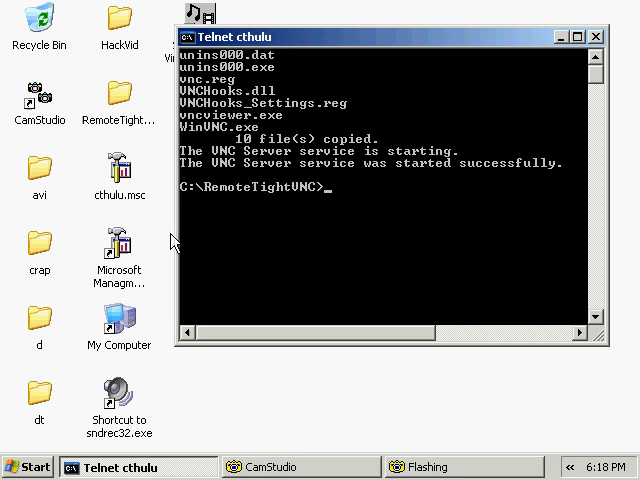 Recycle Bin
HackVid
CamStudio
RemoteTight...
avi
cthulu.msc
crap
Microsoft
Managm...
d
My Computer
dt
Shortcut to
sndrec32.exe
Telnet cthulu
unins000.dat
unins000.exe
vnc.reg
VNCHooks.dll
VNCHooks_Settings.reg
vncviewer.exe
WinVNC.exe
10 file(s) copied.
The VNC Server service is starting.
The VNC Server service was started successfully.
C:\RemoteTightVNC>_
Start
Telnet cthulu
CamStudio
Flashing
6:18 PM